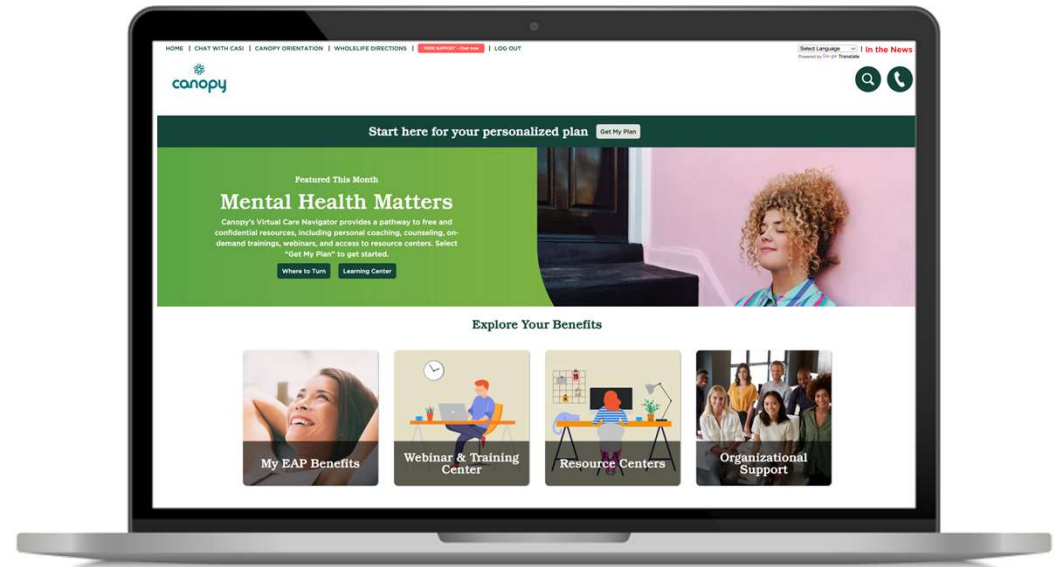 HOME | CHAT WITH CASI | CANOPY ORIENTATION | WHOLELIFE DIRECTIONS | FREE SUPPORT - Chat now | LOG OUT
Select Language | In the News
Powered by Google Translate
canopy
Start here for your personalized plan Get My Plan
Featured This Month
Mental Health Matters
Canopy's Virtual Care Navigator provides a pathway to free and
confidential resources, including personal coaching, counseling, on-
demand trainings, webinars, and access to resource centers. Select
"Get My Plan" to get started.
Where to Turn Learning Center
Explore Your Benefits
My EAP Benefits
Webinar & Training
Center
Resource Centers
Organizational
Support